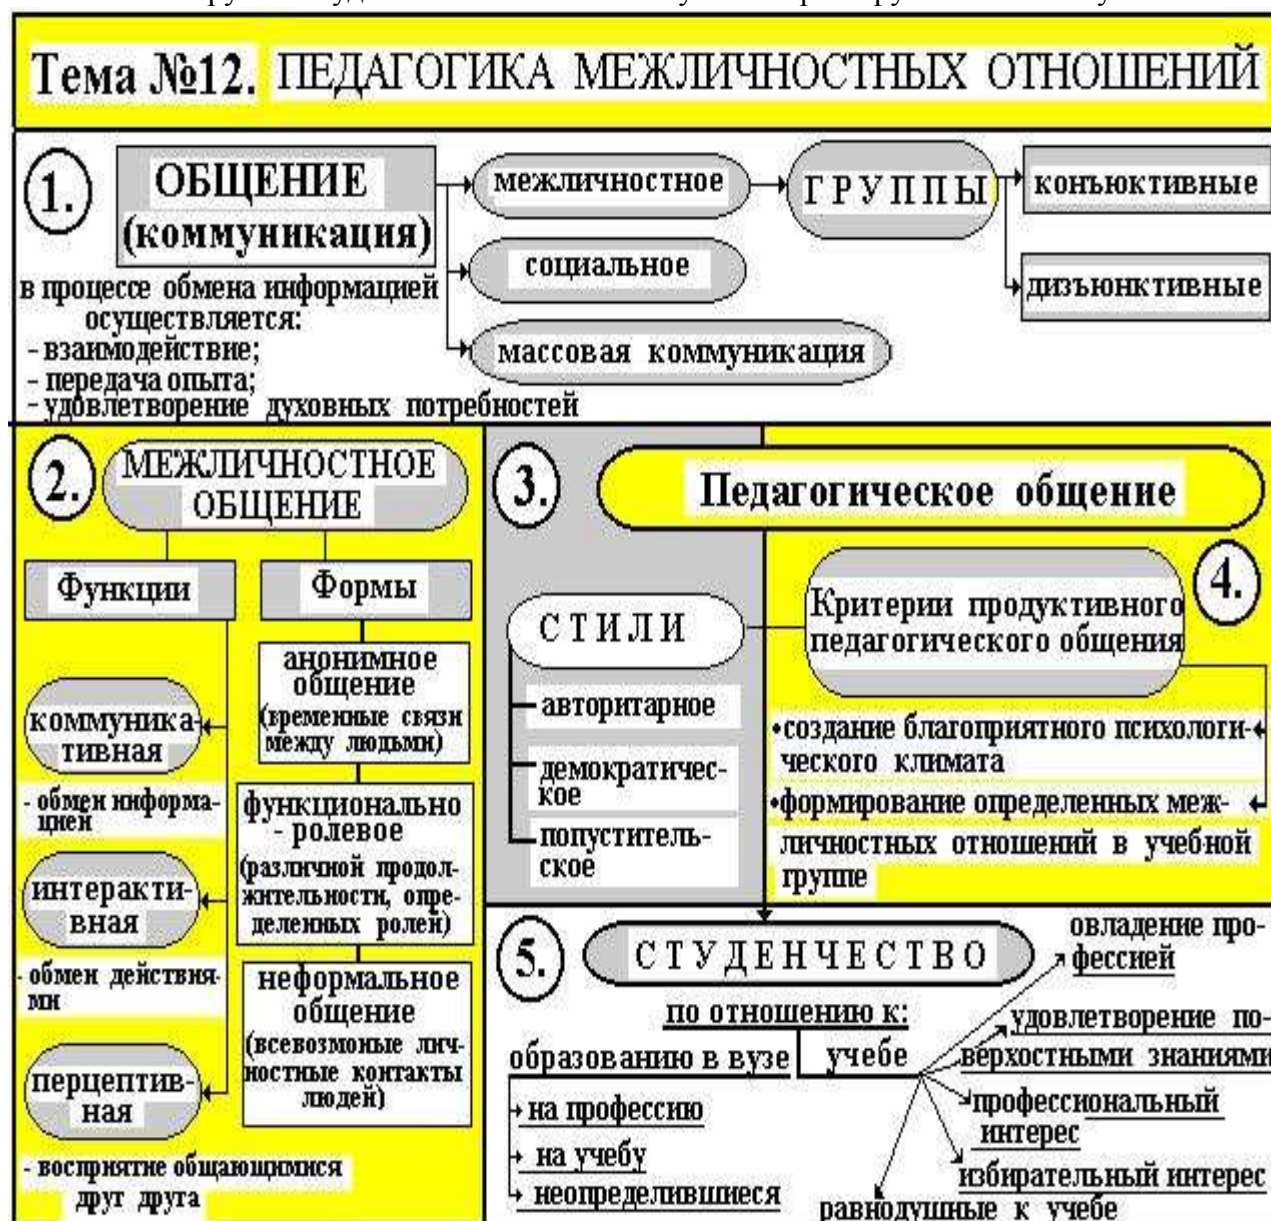 Тема №12. ПЕДАГОГИКА МЕЖЛИЧНОСТНЫХ ОТНОШЕНИЙ
1.
ОБЩЕНИЕ
(коммуникация)
в процессе обмена информацией
осуществляется:
- взаимодействие;
- передача опыта;
- удовлетворение духовных потребностей
межличностное
социальное
массовая коммуникация
ГРУППЫ
конъюктивные
дизъюнктивные
2.
МЕЖЛИЧНОСТНОЕ
ОБЩЕНИЕ
Функции
коммуника-
тивная
- обмен информа-
цией
интеракти-
вная
- обмен действия-
ми
перцептив-
ная
- восприятие общающимися
друг друга
Формы
анонимное
общение
(временные связи
между людьми)
функционально
- ролевое
(различной продол-
жительности, опре-
деленных ролей)
неформальное
общение
(всевозмоные лич-
ностные контакты
людей)
3.
Педагогическое общение
СТИЛИ
авторитарное
демократичес-
кое
попуститель-
ское
4.
Критерии продуктивного
педагогического общения
•создание благоприятного психологи-
ческого климата
•формирование определенных меж-
личностных отношений в учебной
группе
5.
СТУДЕНЧЕСТВО
по отношению к:
образованию в вузе
на профессию
на учебу
неопределившиеся
учебе
овладение про-
фессией
удовлетворение по-
верхостными знаниями
профессиональный
интерес
избирательный интерес
равнодушные к учебе